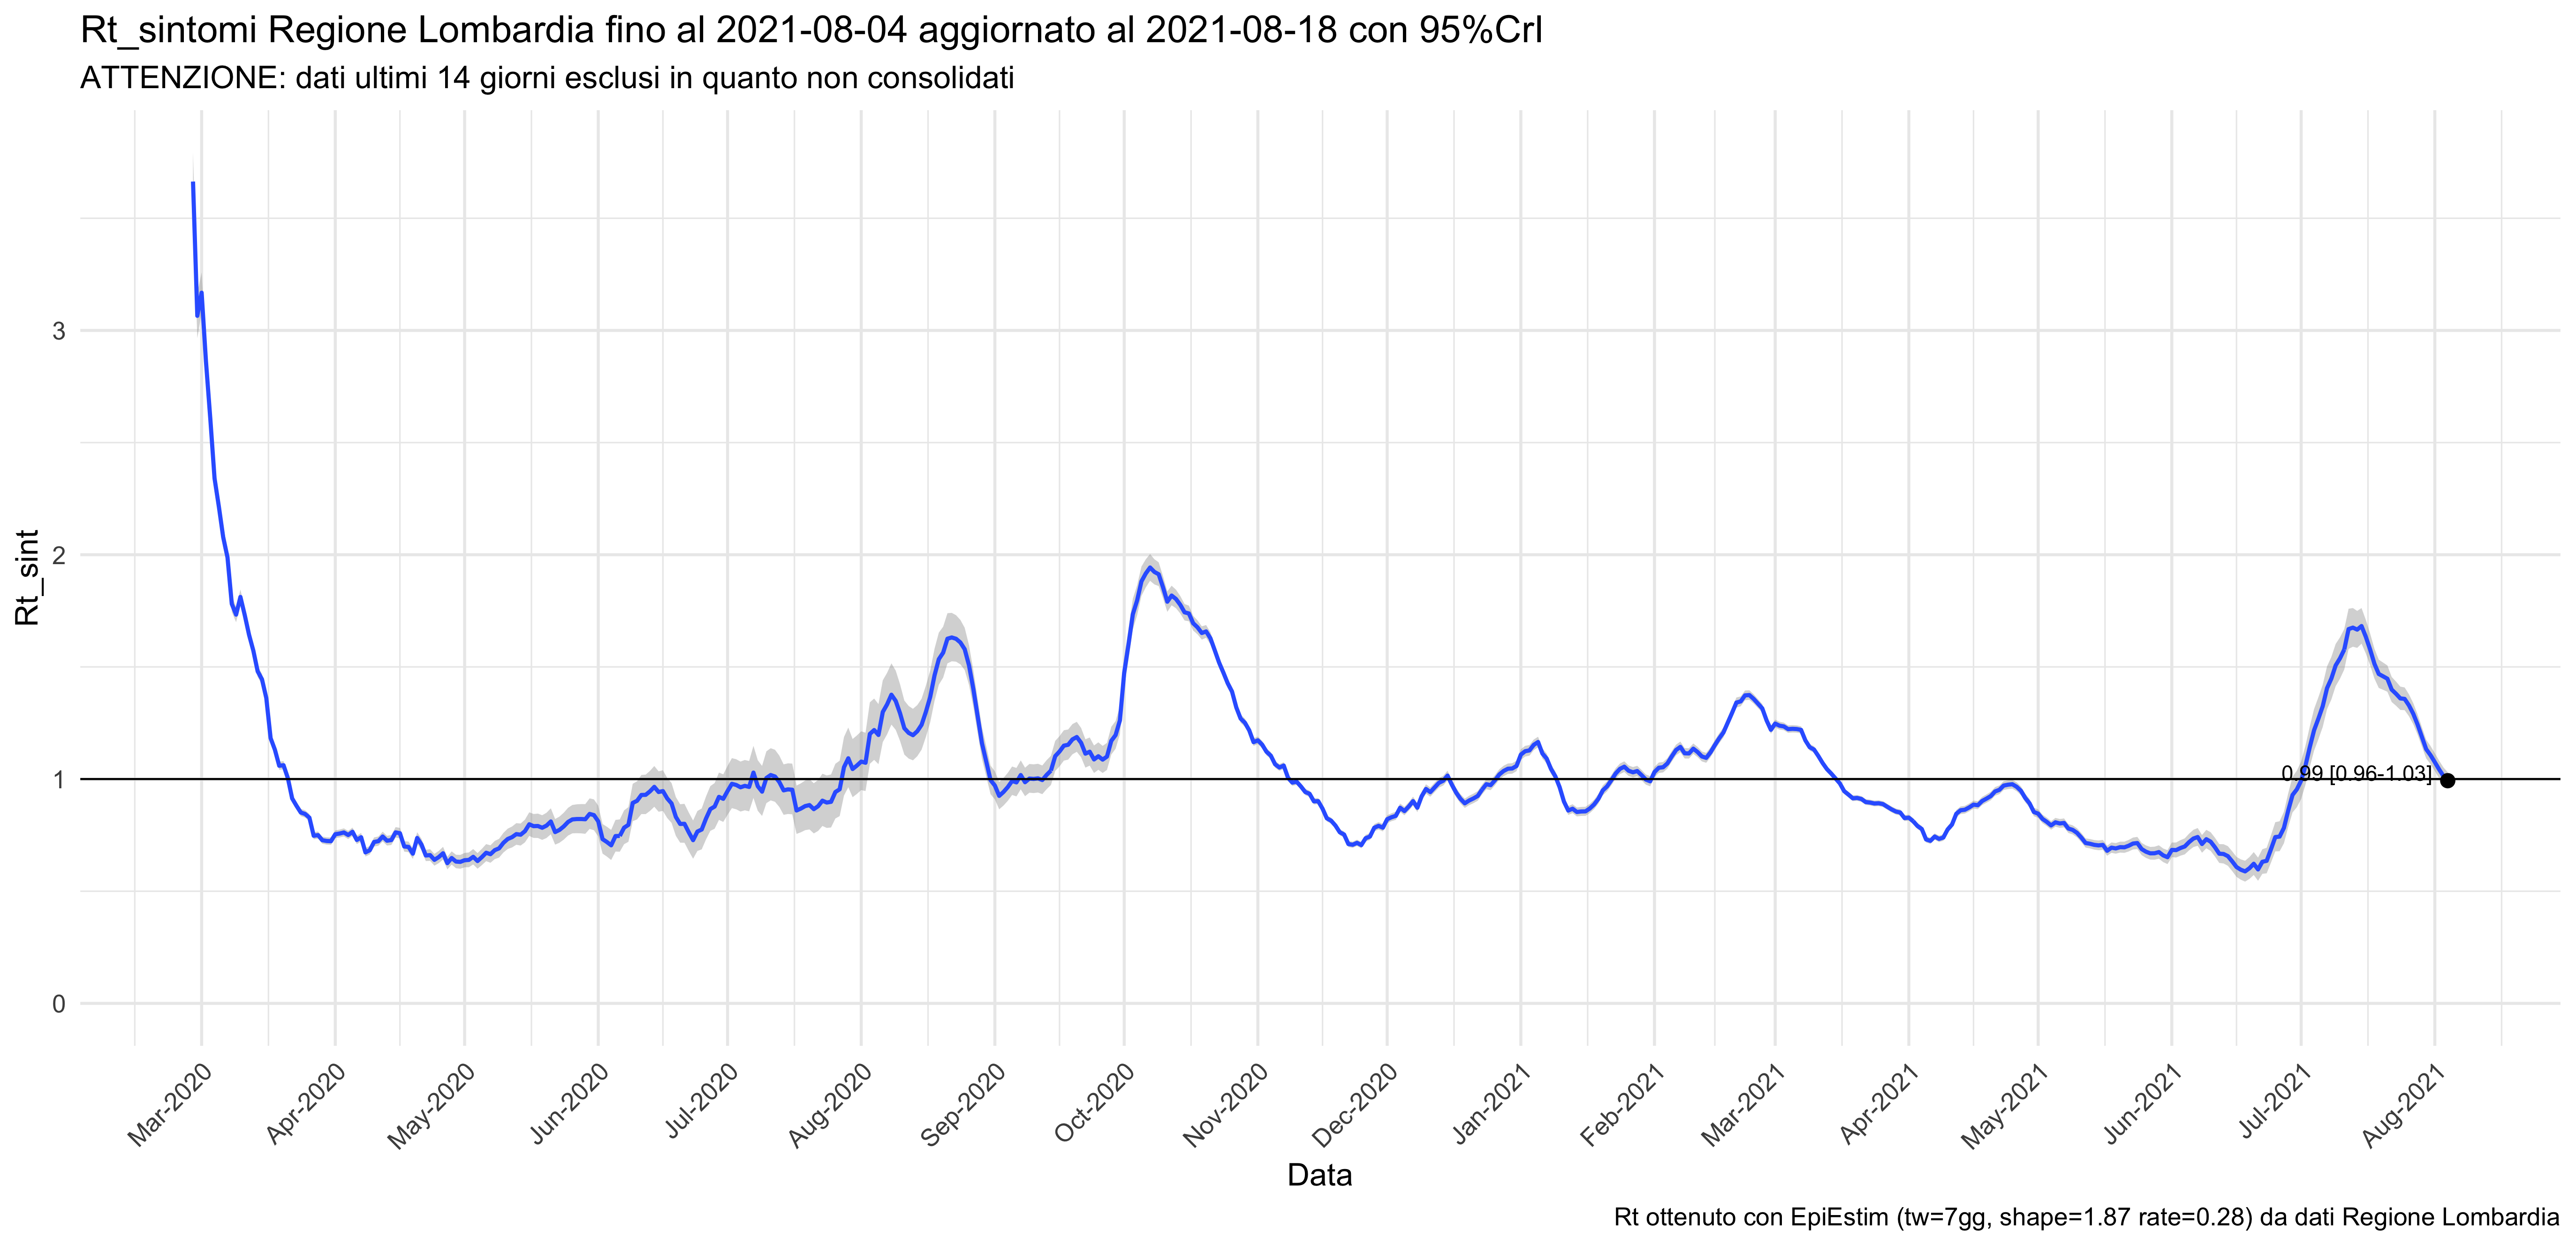 Rt_sintomi Regione Lombardia fino al 2021-08-04 aggiornato al 2021-08-18 con 95%CrI
ATTENZIONE: dati ultimi 14 giorni esclusi in quanto non consolidati
Rt_sint
3
2
1
0
0.99 [0.96-1.03]
Mar-2020
Apr-2020
May-2020
Jun-2020
Jul-2020
Aug-2020
Sep-2020
Oct-2020
Nov-2020
Dec-2020
Jan-2021
Feb-2021
Mar-2021
Apr-2021
May-2021
Jun-2021
Jul-2021
Aug-2021
Data
Rt ottenuto con EpiEstim (tw=7gg, shape=1.87 rate=0.28) da dati Regione Lombardia